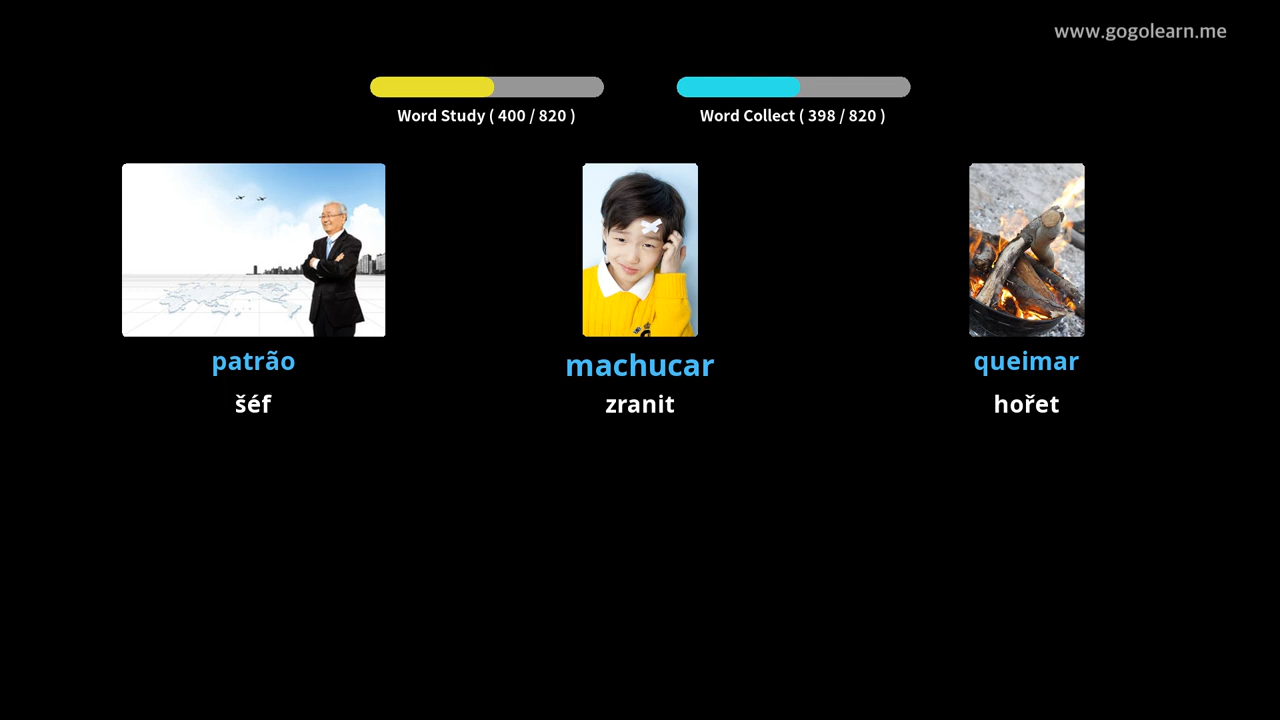 www.gogolearn.me
Word Study ( 400 / 820 )
Word Collect ( 398 / 820 )
patrão
machucar
queimar
šéf
zranit
hořet